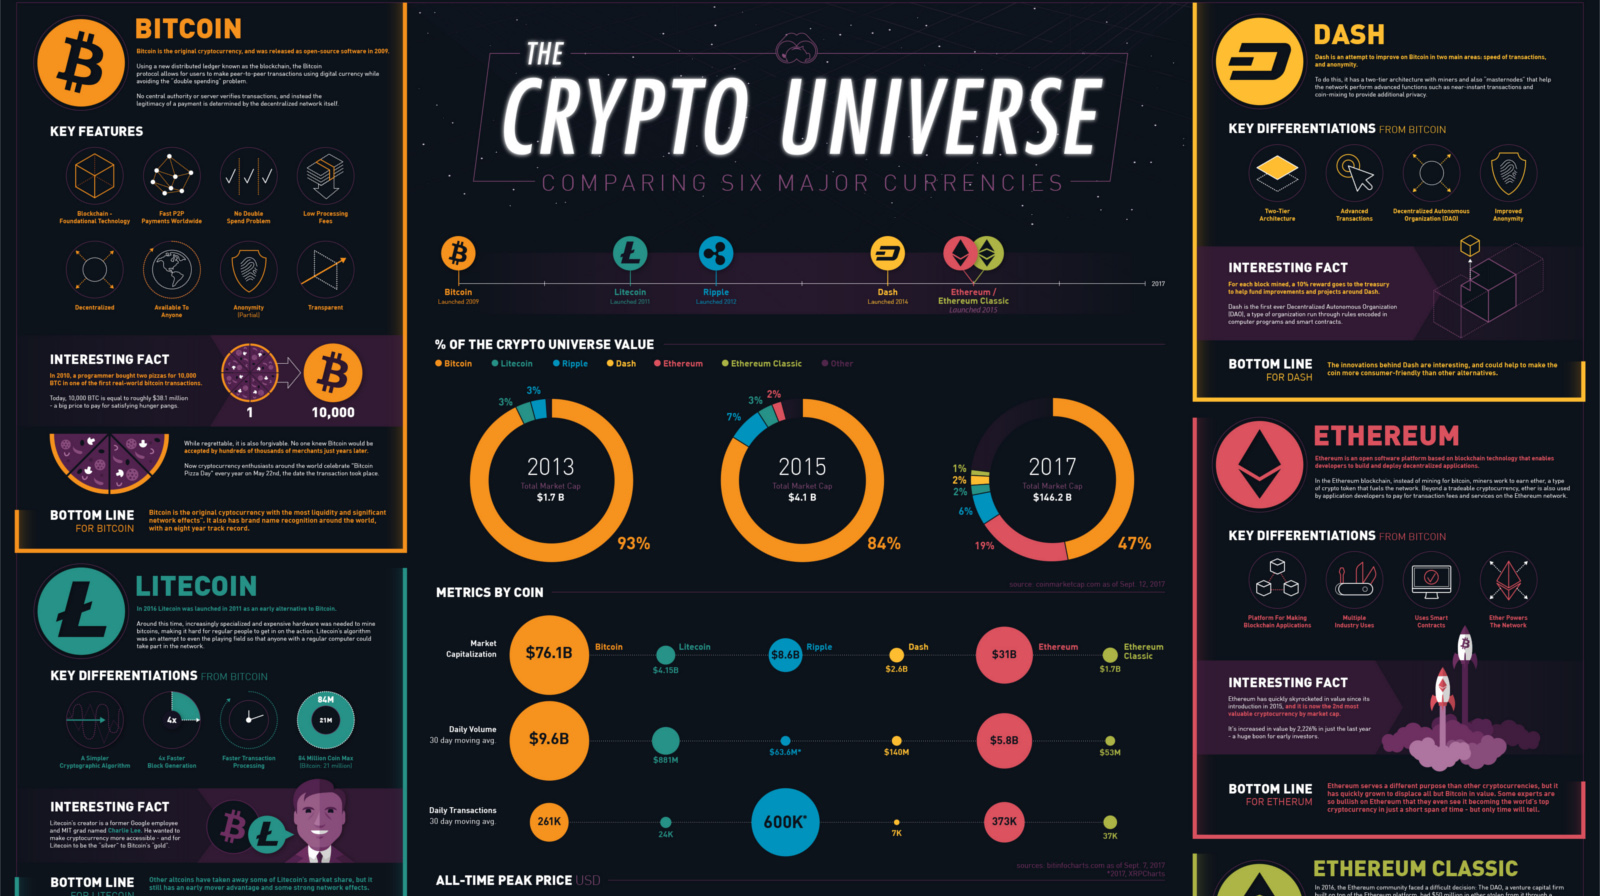 BITCOIN
Bitcoin is the original cryptocurrency, and was released as open-source software in 2009.
Using a new distributed ledger known as the blockchain, the Bitcoin
protocol allows for users to make peer-to-peer transactions using digital currency while
avoiding the "double spending" problem.
No central authority or server verifies transactions, and instead the
legitimacy of a payment is determined by the decentralized network itself.
KEY FEATURES
Blockchain -
Foundational Technology
Fast P2P
Payments Worldwide
No Double
Spend Problem
Low Processing
Fees
Decentralized
Available To
Anyone
Anonymity
(Partial)
Transparent
INTERESTING FACT
In 2010, a programmer bought two pizzas for 10,000
BTC in one of the first real-world bitcoin transactions.
Today, 10,000 BTC is equal to roughly $38.1 million
- a big price to pay for satisfying hunger pangs.
1
10,000
While regrettable, it is also forgivable. No one knew Bitcoin would be
accepted by hundreds of thousands of merchants just years later.
Now cryptocurrency enthusiasts around the world celebrate "Bitcoin
Pizza Day" every year on May 22nd, the date the transaction took place.
BOTTOM LINE
FOR BITCOIN
Bitcoin is the original cyptocurrency with the most liquidity and significant
network effects". It also has brand name recognition around the world,
with an eight year track record.
LITECOIN
In 2016 Litecoin was launched in 2011 as an early alternative to Bitcoin.
Around this time, increasingly specialized and expensive hardware was needed to mine
bitcoins, making it hard for regular people to get in on the action. Litecoin's algorithm
was an attempt to even the playing field so that anyone with a regular computer could
take part in the network.
KEY DIFFERENTIATIONS FROM BITCOIN
4x
84M
21M
A Simpler
Cryptographic Algorithm
4x Faster
Block Generation
Faster Transaction
Processing
84 Million Coin Max
(Bitcoin: 21 million)
INTERESTING FACT
Litecoin's creator is a former Google employee
and MIT grad named Charlie Lee. He wanted to
make cryptocurrency more accessible - and for
Litecoin to be the "silver" to Bitcoin's "gold".
BOTTOM LINE
FOR LITECOIN
Other altcoins have taken away some of Litecoin's market share, but it
still has an early mover advantage and some strong network effects.
THE
CRYPTO UNIVERSE
COMPARING SIX MAJOR CURRENCIES
Bitcoin
Launched 2009
Litecoin
Launched 2011
Ripple
Launched 2012
Dash
Launched 2014
Ethereum /
Ethereum Classic
Launched 2015
2017
% OF THE CRYPTO UNIVERSE VALUE
Bitcoin Litecoin Ripple Dash Ethereum Ethereum Classic Other
3% 3%
2013
Total Market Cap
$1.7 B
93%
7% 3% 2%
2015
Total Market Cap
$4.1 B
84%
1%
2%
2%
6%
19%
2017
Total Market Cap
$146.2 B
47%
source: coinmarketcap.com as of Sept. 12, 2017
METRICS BY COIN
Market
Capitalization
$76.1B Bitcoin
Litecoin
$4.15B
$8.6B Ripple
Dash
$2.6B
$31B Ethereum
Ethereum
Classic
$1.7B
Daily Volume
30 day moving avg.
$9.6B
$881M
$63.6M*
$140M
$5.8B
$53M
Daily Transactions
30 day moving avg.
261K
24K
600K*
7K
373K
37K
sources: bitinfocharts.com as of Sept. 7, 2017
*2017, XRPCharts
ALL-TIME PEAK PRICE USD
DASH
Dash is an attempt to improve on Bitcoin in two main areas: speed of transactions,
and anonymity.
To do this, it has a two-tier architecture with miners and also "masternodes" that help
the network perform advanced functions such as near-instant transactions and
coin-mixing to provide additional privacy.
KEY DIFFERENTIATIONS FROM BITCOIN
Two-Tier
Architecture
Advanced
Transactions
Decentralized Autonomous
Organization (DAO)
Improved
Anonymity
INTERESTING FACT
For each block mined, a 10% reward goes to the treasury
to help fund improvements and projects around Dash.
Dash is the first ever Decentralized Autonomous Organization
(DAO), a type of organization run through rules encoded in
computer programs and smart contracts.
BOTTOM LINE
FOR DASH
The innovations behind Dash are interesting, and could help to make the
coin more consumer-friendly than other alternatives.
ETHEREUM
Ethereum is an open software platform based on blockchain technology that enables
developers to build and deploy decentralized applications.
In the Ethereum blockchain, instead of mining for bitcoin, miners work to earn ether, a type
of crypto token that fuels the network. Beyond a tradeable cryptocurrency, ether is also used
by application developers to pay for transaction fees and services on the Ethereum network.
KEY DIFFERENTIATIONS FROM BITCOIN
Platform For Making
Blockchain Applications
Multiple
Industry Uses
Uses Smart
Contracts
Ether Powers
The Network
INTERESTING FACT
Ethereum has quickly skyrocketed in value since its
introduction in 2015, and it is now the 2nd most
valuable cryptocurrency by market cap.
It's increased in value by 2,226% in just the last year
- a huge boon for early investors.
BOTTOM LINE
FOR ETHERUM
Ethereum serves a different purpose than other cryptocurrencies, but it
has quickly grown to displace all but Bitcoin in value. Some experts are
so bullish on Ethereum that they even see it becoming the world's top
cryptocurrency in just a short span of time - but only time will tell.
ETHEREUM CLASSIC
In 2016, the Ethereum community faced a difficult decision: The DAO, a venture capital firm
built on top of the Ethereum platform, had $50 million in ether stolen from it through a